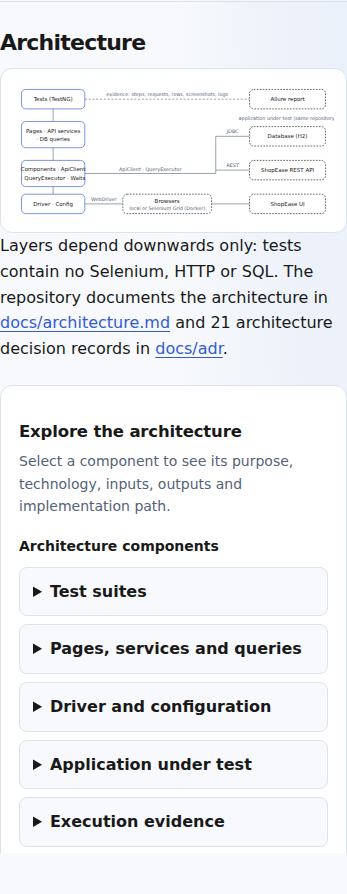 Architecture
evidence: steps, requests, rows, screenshots, logs
Tests (TestNG)
Allure report
application under test (same repository
Pages · API services
DB queries
JDBC
Database (H2)
Components · ApiClient
QueryExecutor · Waits
ApiClient · QueryExecutor
REST
ShopEase REST API
Driver · Config
WebDriver
Browsers
local or Selenium Grid (Docker)
ShopEase UI
Layers depend downwards only: tests
contain no Selenium, HTTP or SQL. The
repository documents the architecture in
docs/architecture.md and 21 architecture
decision records in docs/adr.
Explore the architecture
Select a component to see its purpose,
technology, inputs, outputs and
implementation path.
Architecture components
Test suites
Pages, services and queries
Driver and configuration
Application under test
Execution evidence